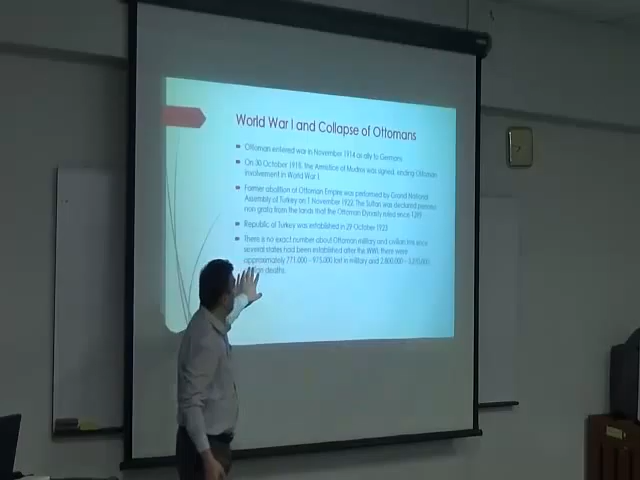 World War I and Collapse of Ottomans
Ottoman entered war in November 1914 as ally to Germans
On 30 October 1918, the Armistice of Mudros was signed, ending Ottoman
involvement in World War I
Former abolition of Ottoman Empire was performed by Grand National
Assembly of Turkey on 1 November 1922. The Sultan was declared persona
non grata from the lands that the Ottoman Dynasty ruled since 1299
Republic of Turkey was established in 29 October 1923
There is no exact number about Ottoman military and civilian line since
several states had been established after the WWI. there were
approximately 771.000 - 975.000 lost in military and 2.800.000 -
deaths.